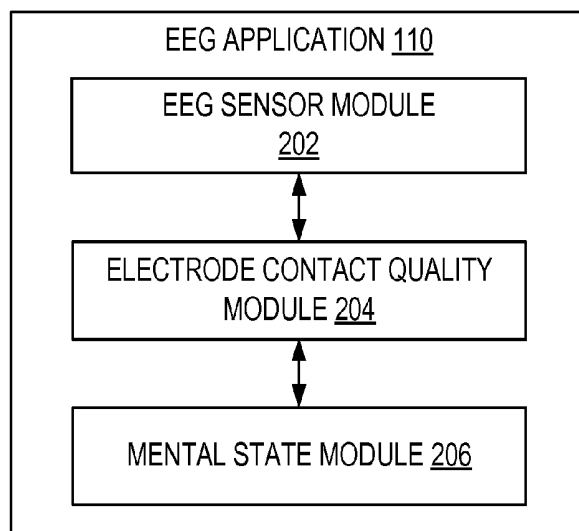 EEG APPLICATION 110
EEG SENSOR MODULE
202
ELECTRODE CONTACT QUALITY
MODULE 204
MENTAL STATE MODULE 206